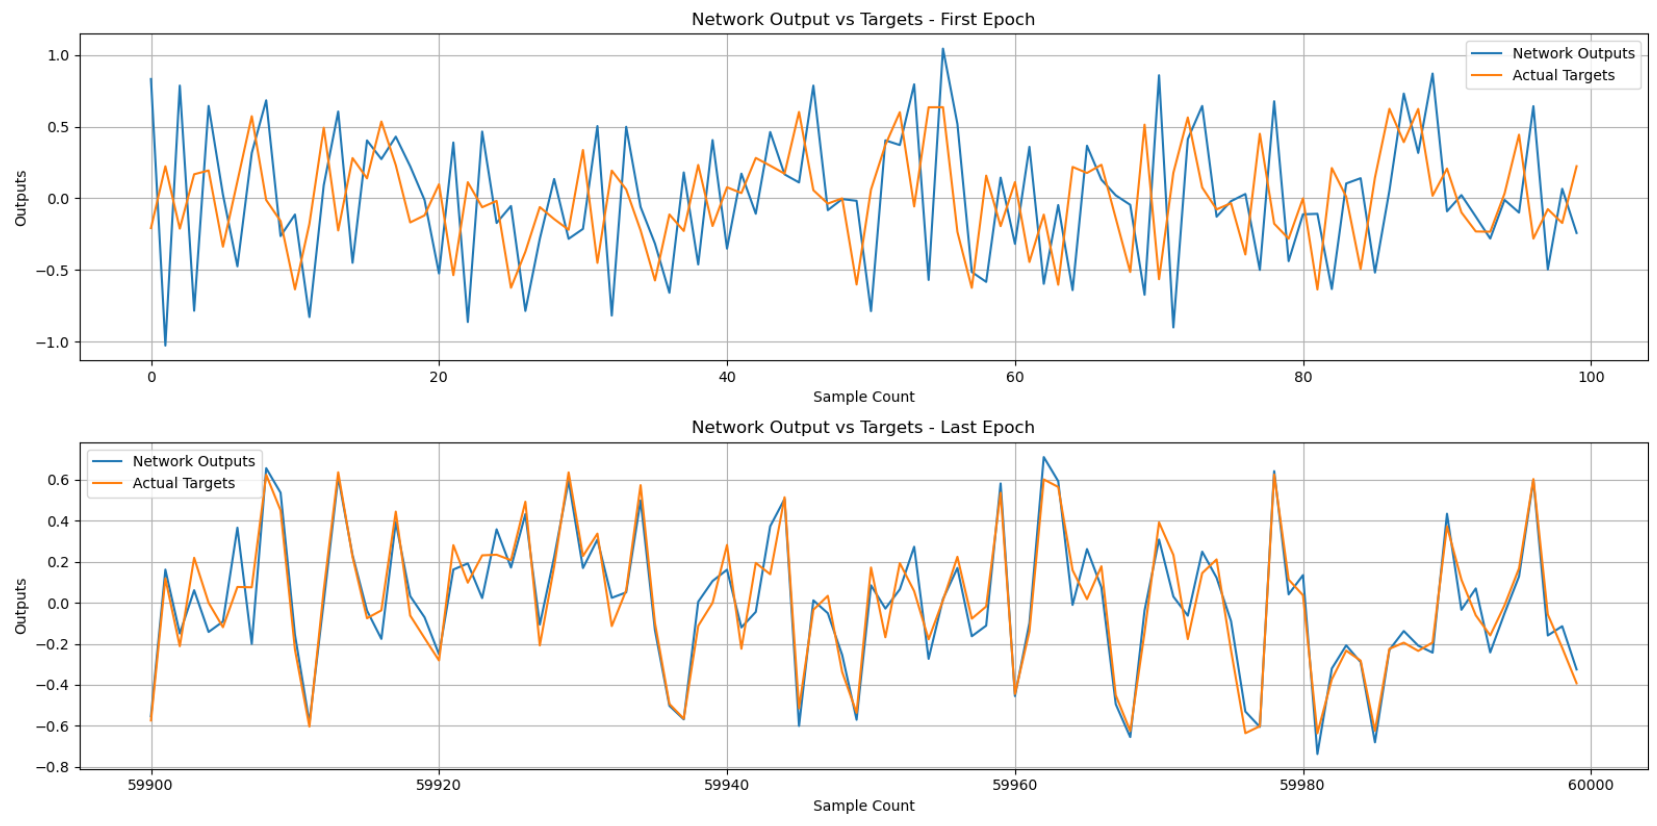 Network Output vs Targets - First Epoch
1.0
0.5
0.0
−0.5
−1.0
Outputs
Network Outputs
Actual Targets
0 20 40 60 80 100
Sample Count
Network Output vs Targets - Last Epoch
0.6
0.4
0.2
0.0
−0.2
−0.4
−0.6
−0.8
Outputs
Network Outputs
Actual Targets
59900 59920 59940 59960 59980 60000
Sample Count